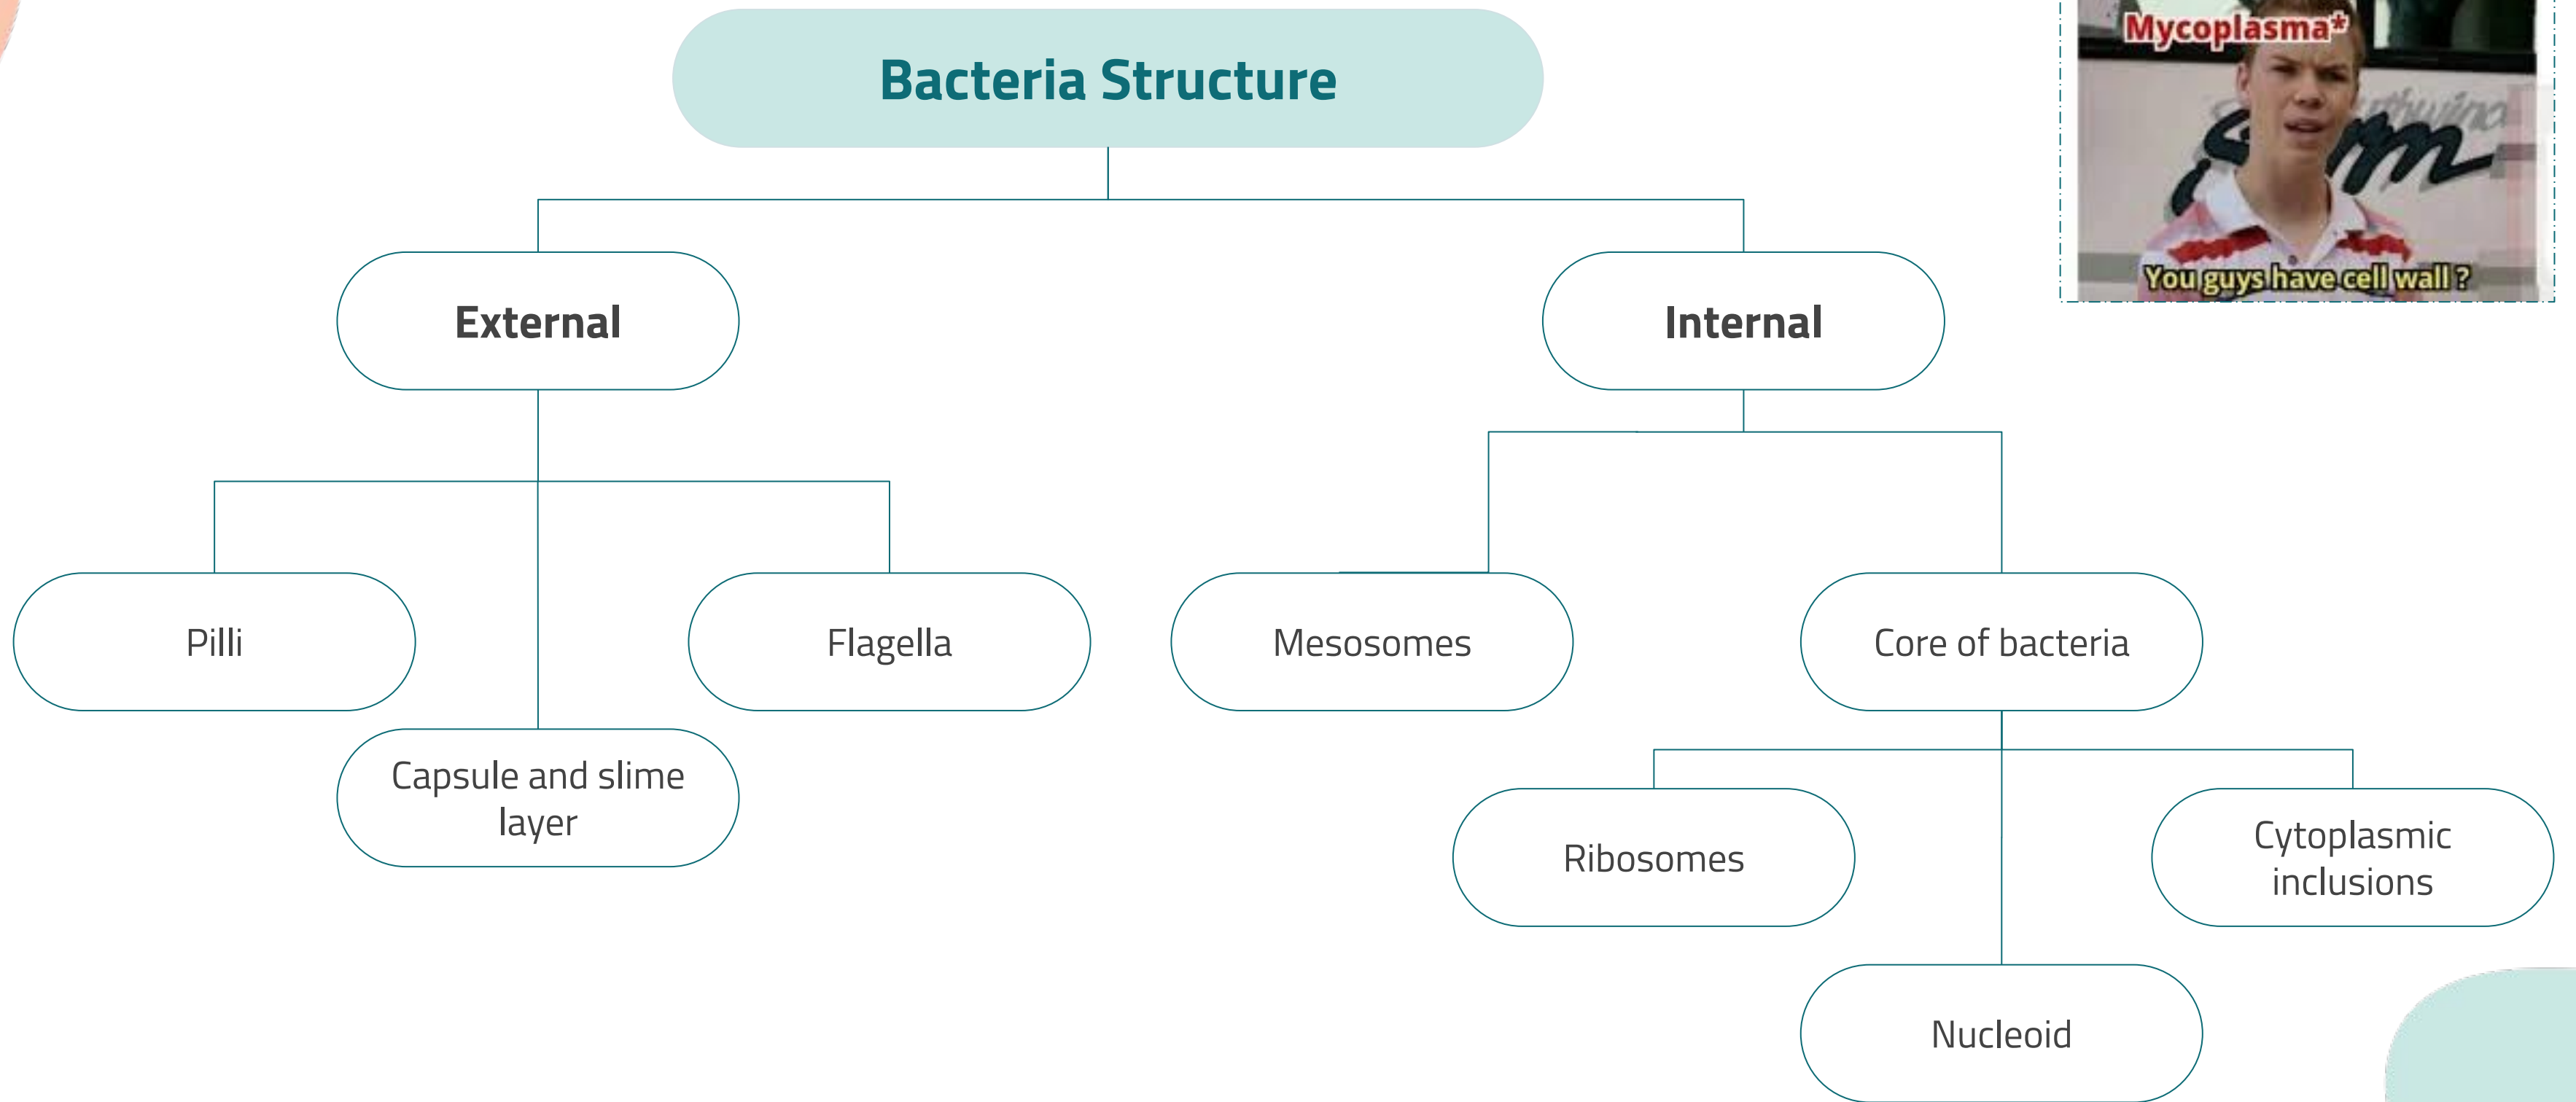 Bacteria Structure
Mycoplasma*
You guys have cell wall ?
External
Internal
Pilli
Flagella
Mesosomes
Core of bacteria
Capsule and slime
layer
Ribosomes
Cytoplasmic
inclusions
Nucleoid